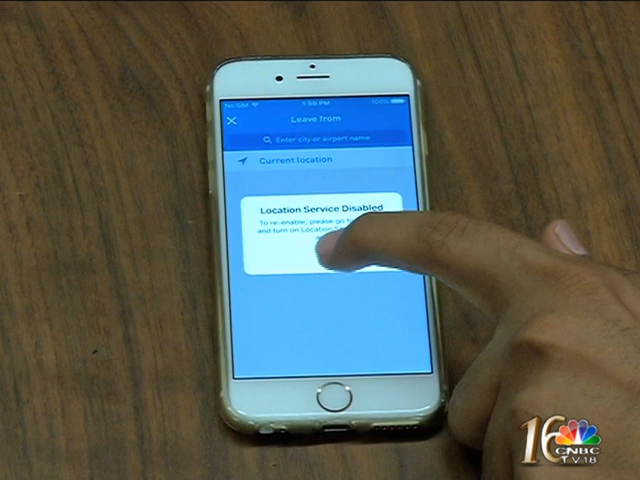 No SIM 1:58 PM 100%
Leave from
Enter city or airport name
Current location
Location Service Disabled
To re-enable, please go to
and turn on Location
16
CNBC
TV18